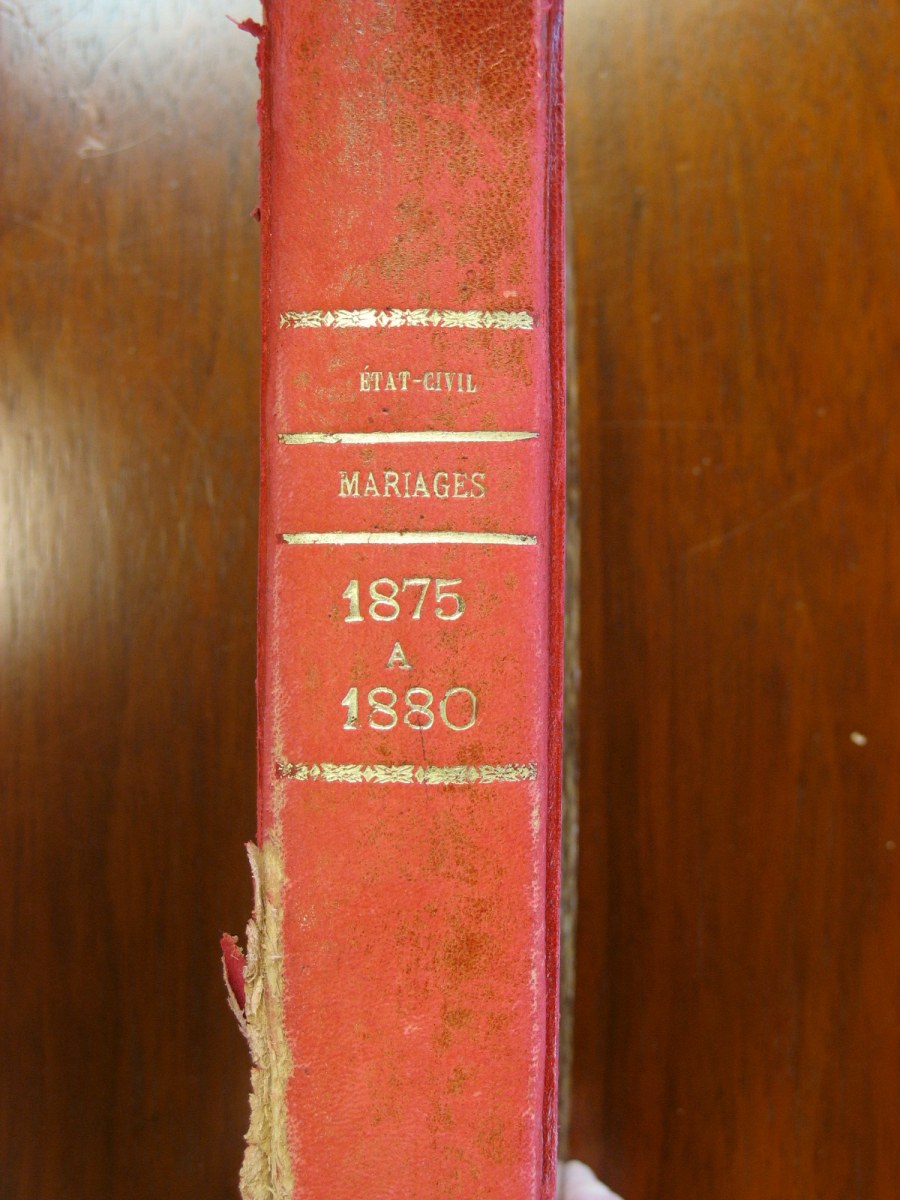 ÉTAT-CIVIL
MARIAGES
1875
A
1880